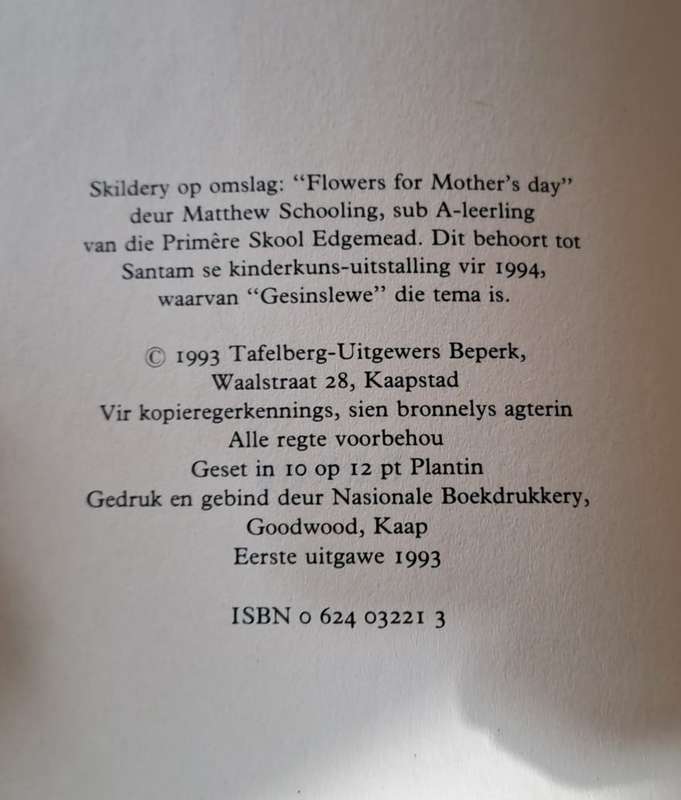 Skildery op omslag: “Flowers for Mother’s day”
deur Matthew Schooling, sub A-leerling
van die Primêre Skool Edgemead. Dit behoort tot
Santam se kinderkuns-uitstalling vir 1994,
waarvan “Gesinslewe” die tema is.
© 1993 Tafelberg-Uitgewers Beperk,
Waalstraat 28, Kaapstad
Vir kopieregerkennings, sien bronnelys agterin
Alle regte voorbehou
Geset in 10 op 12 pt Plantin
Gedruk en gebind deur Nasionale Boekdrukkery,
Goodwood, Kaap
Eerste uitgawe 1993
ISBN 0 624 03221 3